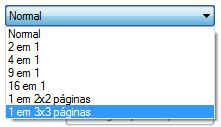 Normal
Normal
2 em 1
4 em 1
9 em 1
16 em 1
1 em 2x2 páginas
1 em 3x3 páginas